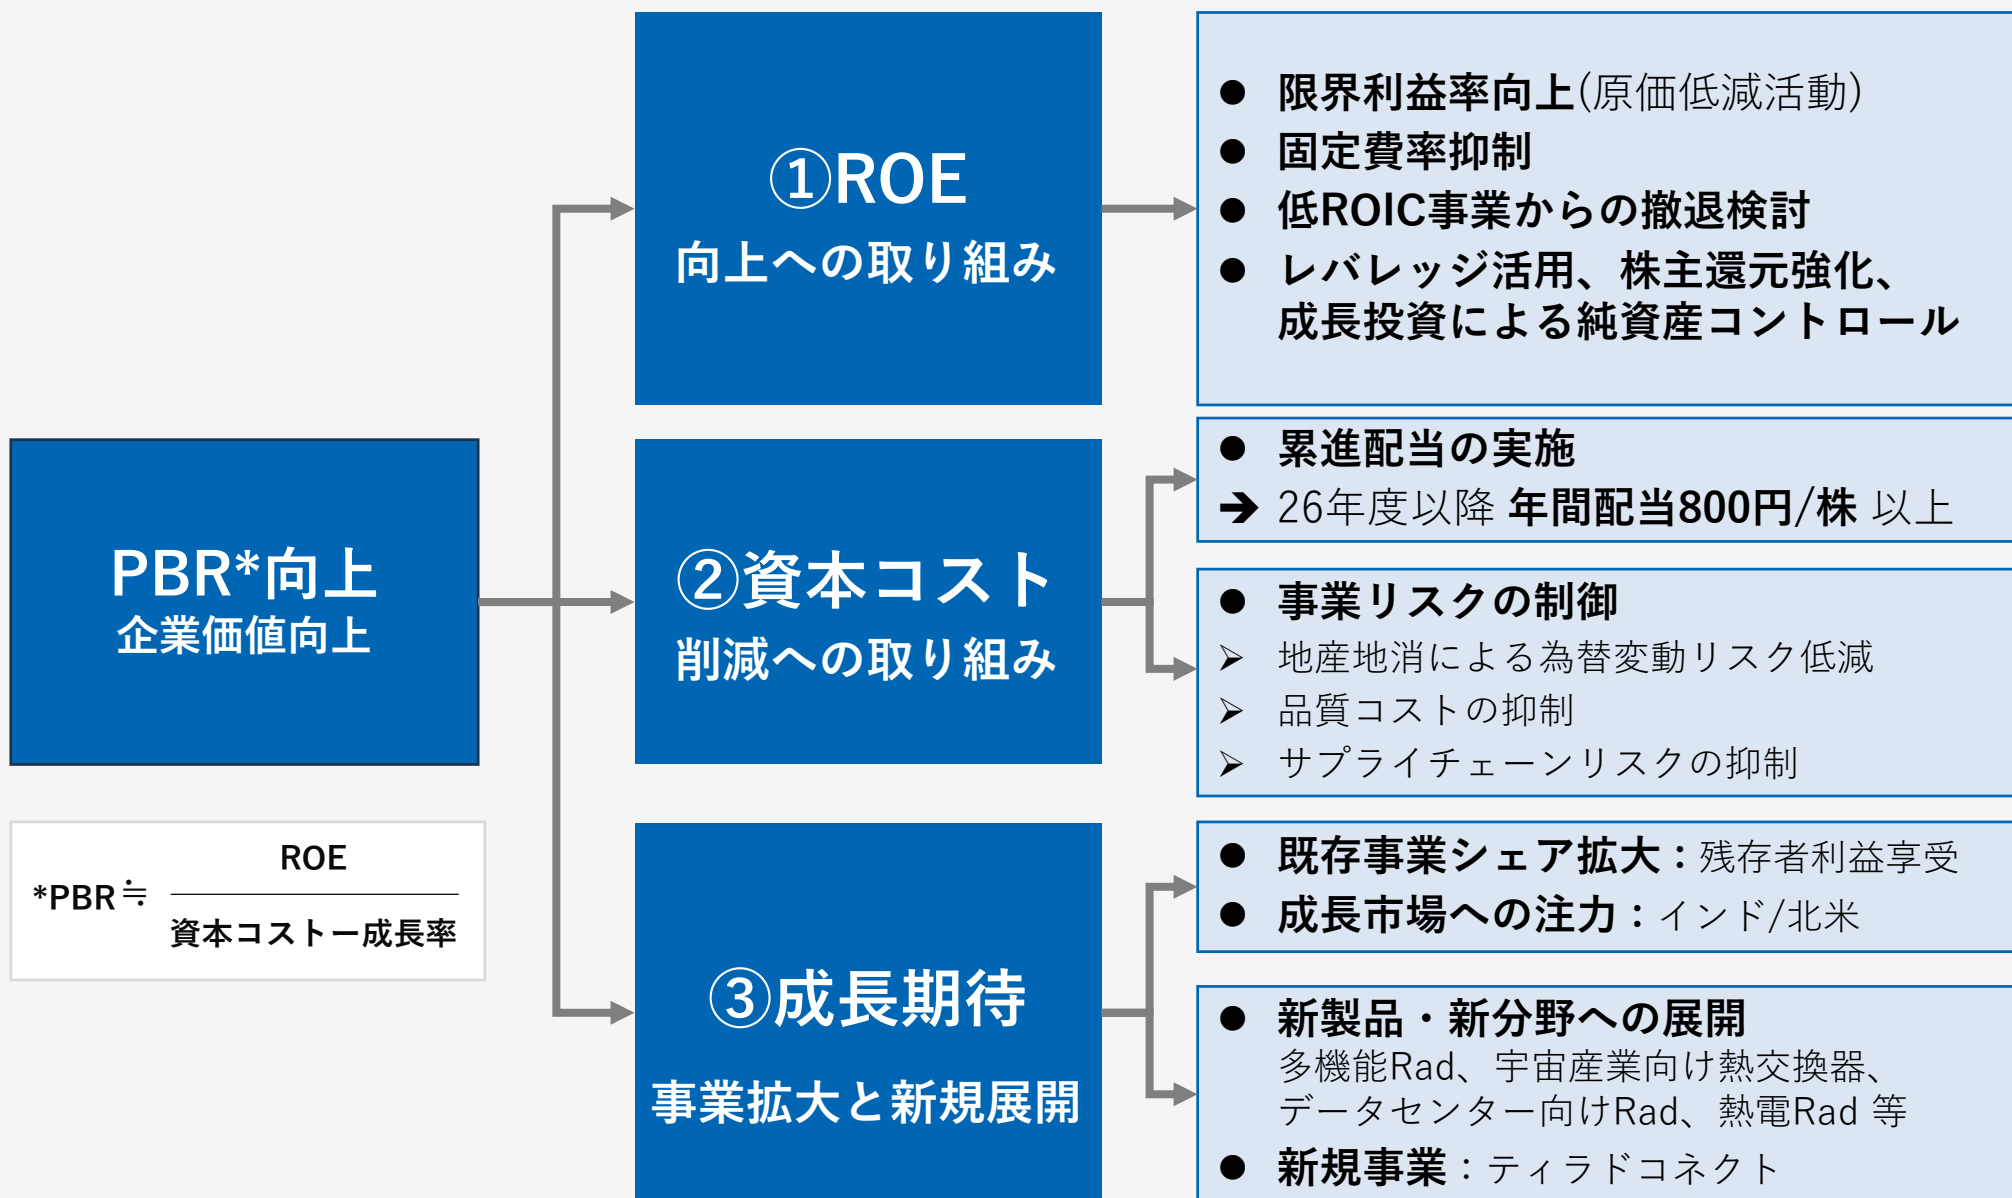 PBR*向上
企業価値向上
*PBR≒
ROE
資本コストー成長率
①ROE
向上への取り組み
● 限界利益率向上(原価低減活動)
● 固定費率抑制
● 低ROIC事業からの撤退検討
● レバレッジ活用、株主還元強化、
成長投資による純資産コントロール
②資本コスト
削減への取り組み
● 累進配当の実施
➔ 26年度以降 年間配当800円/株 以上
● 事業リスクの制御
➢ 地産地消による為替変動リスク低減
➢ 品質コストの抑制
➢ サプライチェーンリスクの抑制
③成長期待
事業拡大と新規展開
● 既存事業シェア拡大：残存者利益享受
● 成長市場への注力：インド/北米
● 新製品・新分野への展開
多機能Rad、宇宙産業向け熱交換器、
データセンター向けRad、熱電Rad 等
● 新規事業：ティラドコネクト